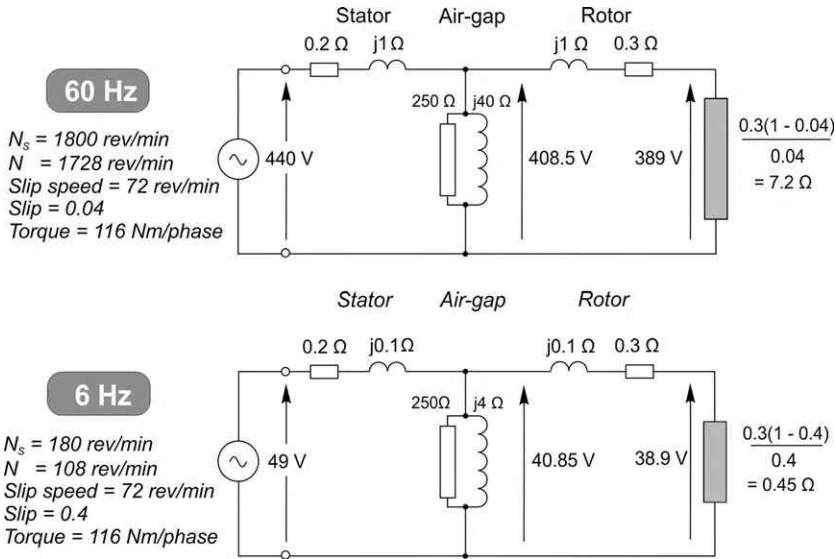 Stator Air-gap Rotor
0.2 Ω j1 Ω j1 Ω 0.3 Ω
60 Hz
250 Ω j40 Ω
Nₛ = 1800 rev/min
N = 1728 rev/min
Slip speed = 72 rev/min
Slip = 0.04
Torque = 116 Nm/phase
440 V
408.5 V
389 V
0.3(1 - 0.04)
0.04
= 7.2 Ω
Stator Air-gap Rotor
0.2 Ω j0.1Ω j0.1 Ω 0.3 Ω
6 Hz
250Ω j4 Ω
Nₛ = 180 rev/min
N = 108 rev/min
Slip speed = 72 rev/min
Slip = 0.4
Torque = 116 Nm/phase
49 V
40.85 V
38.9 V
0.3(1 - 0.4)
0.4
= 0.45 Ω